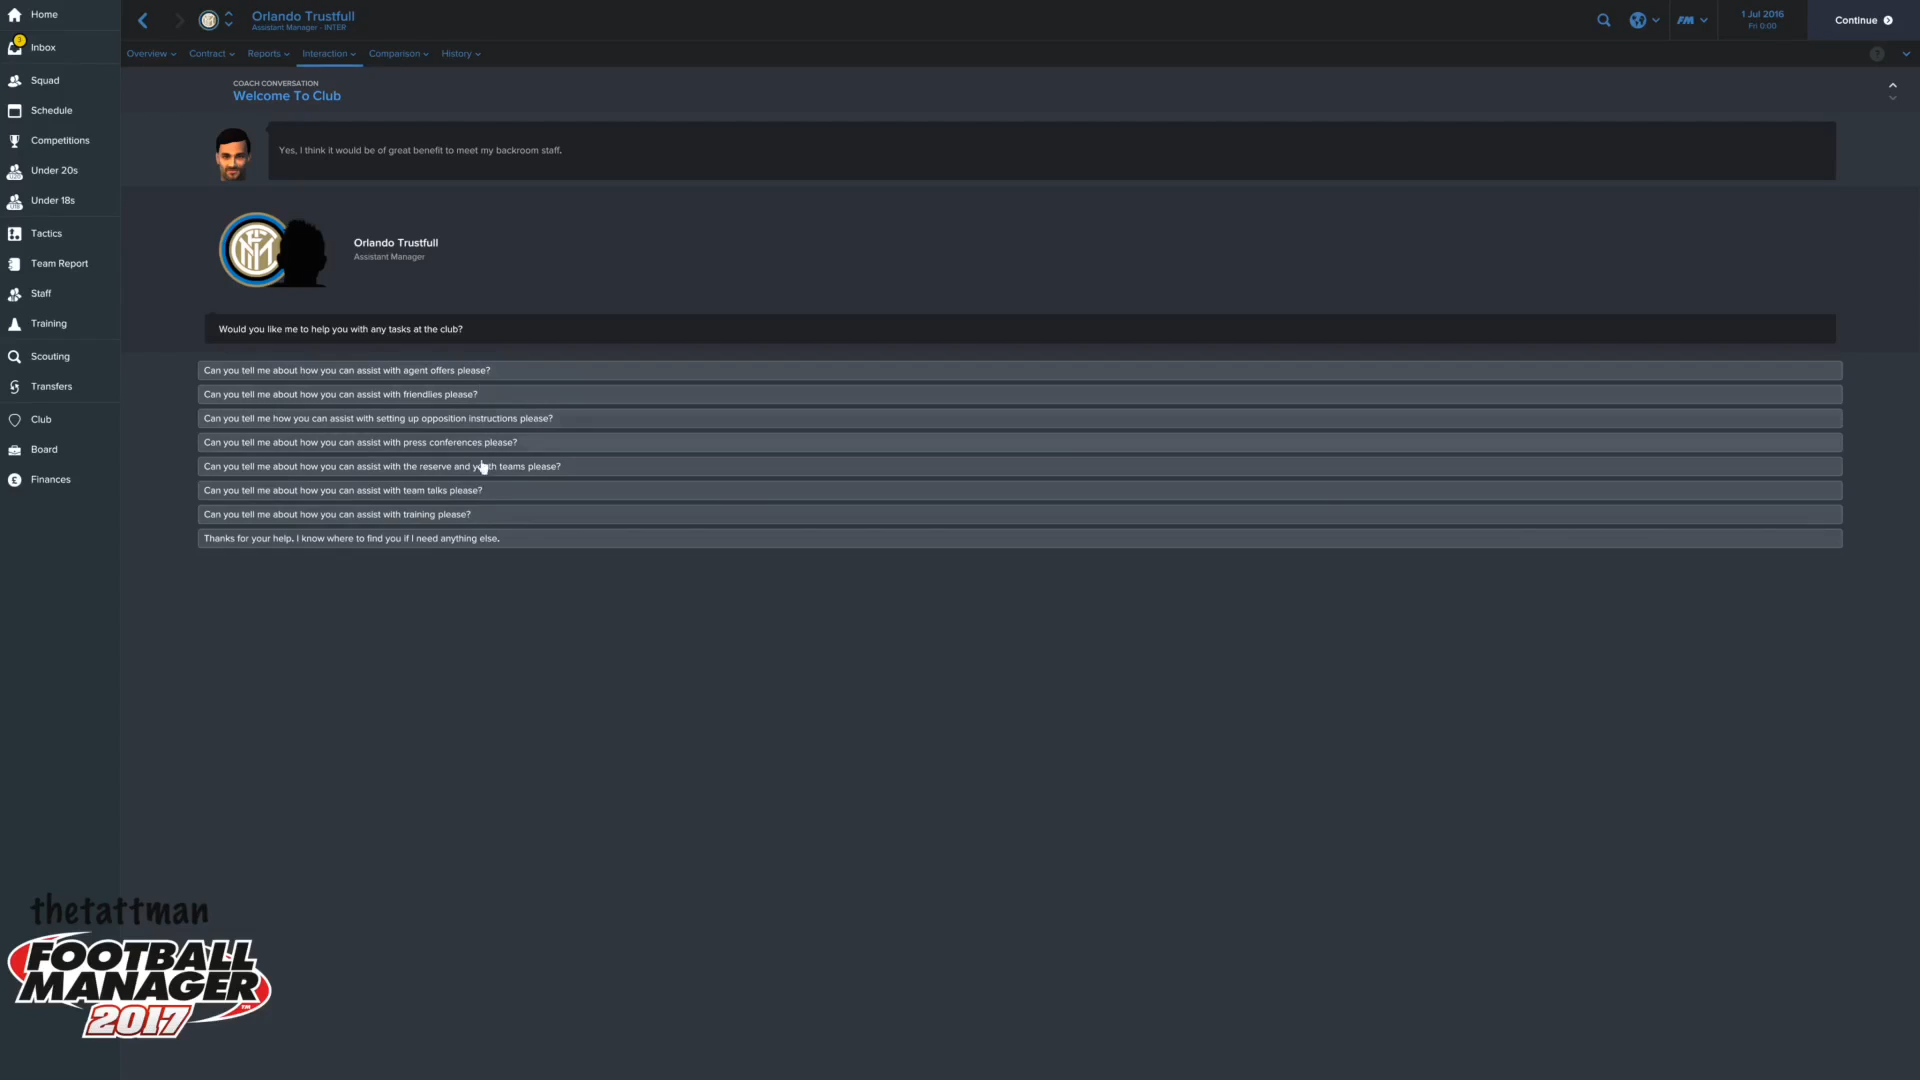 Home
Orlando Trustfull
Assistant Manager - INTER
FM
1 Jul 2016
Fri 0:00
Continue
3
Inbox
Overview
Contract
Reports
Interaction
Comparison
History
?
Squad
Schedule
Competitions
Under 20s
Under 18s
Tactics
Team Report
Staff
Training
Scouting
Transfers
Club
Board
Finances
COACH CONVERSATION
Welcome To Club
Yes, I think it would be of great benefit to meet my backroom staff.
Orlando Trustfull
Assistant Manager
Would you like me to help you with any tasks at the club?
Can you tell me about how you can assist with agent offers please?
Can you tell me about how you can assist with friendlies please?
Can you tell me how you can assist with setting up opposition instructions please?
Can you tell me about how you can assist with press conferences please?
Can you tell me about how you can assist with the reserve and youth teams please?
Can you tell me about how you can assist with team talks please?
Can you tell me about how you can assist with training please?
Thanks for your help. I know where to find you if I need anything else.
thetattman
FOOTBALL
MANAGER
2017